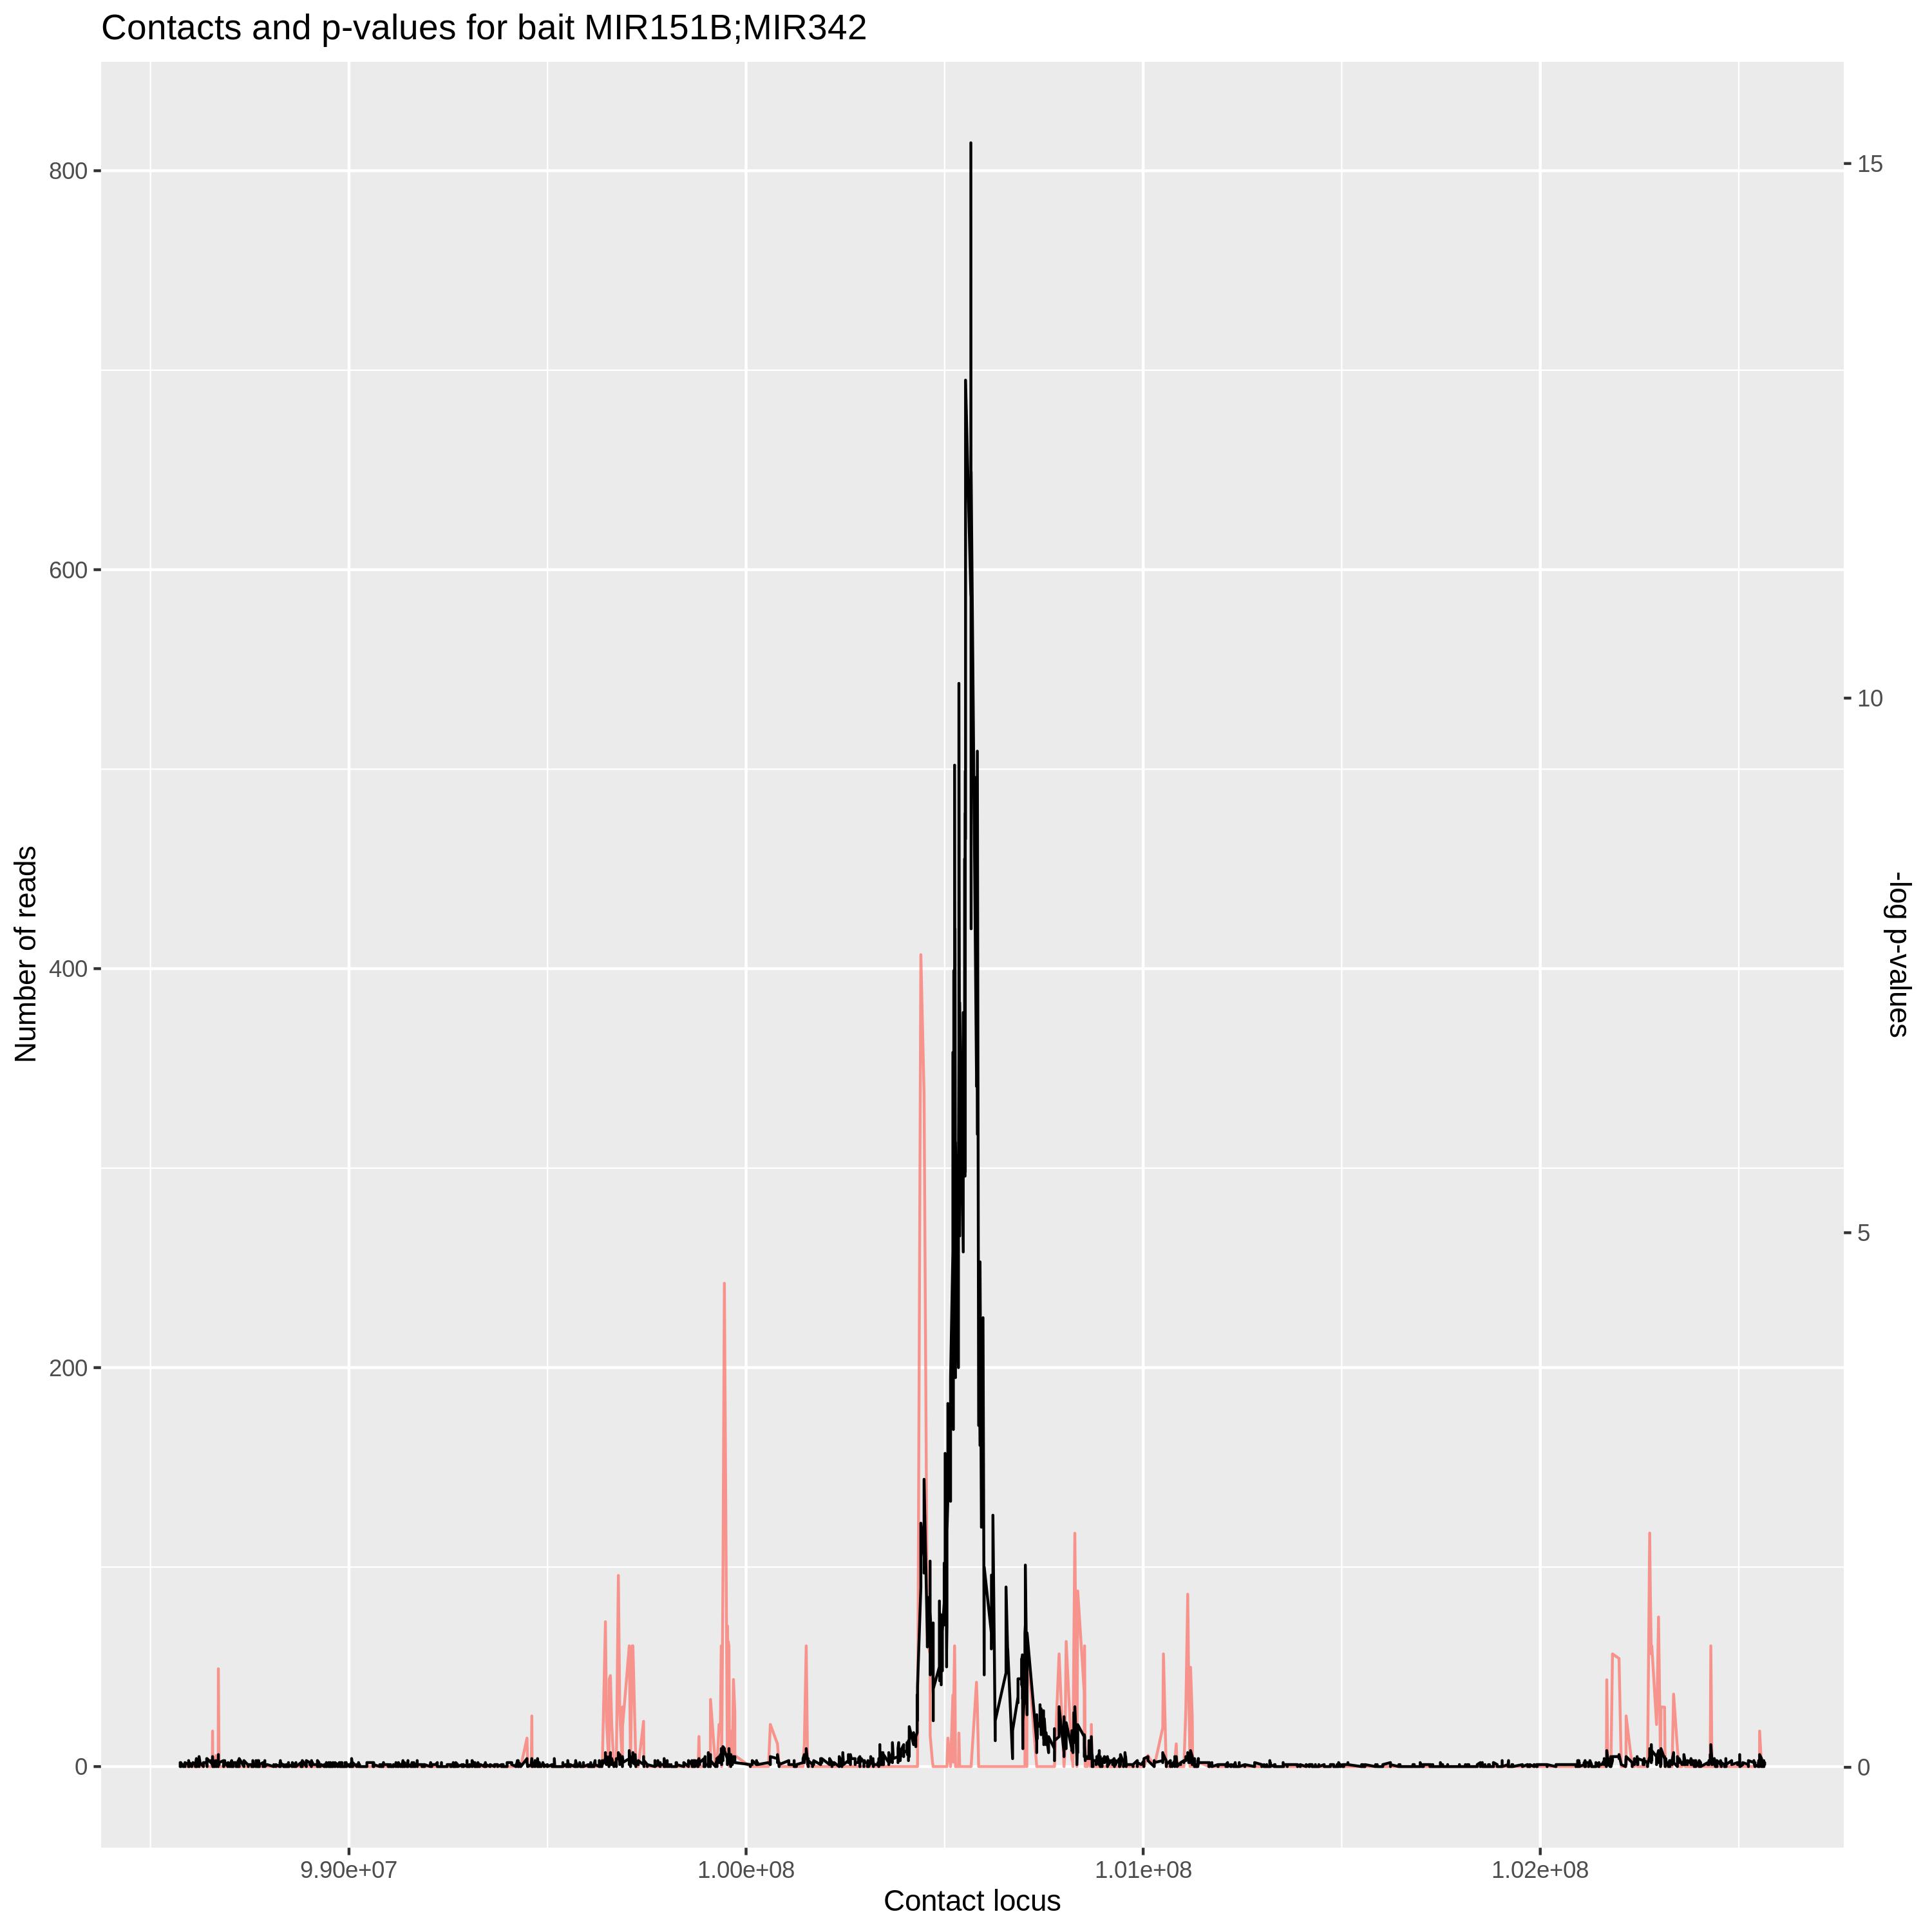 Contacts and p-values for bait MIR151B;MIR342
800
600
400
200
0
Number of reads
15
10
5
0
-log p-values
9.90e+07
1.00e+08
1.01e+08
1.02e+08
Contact locus